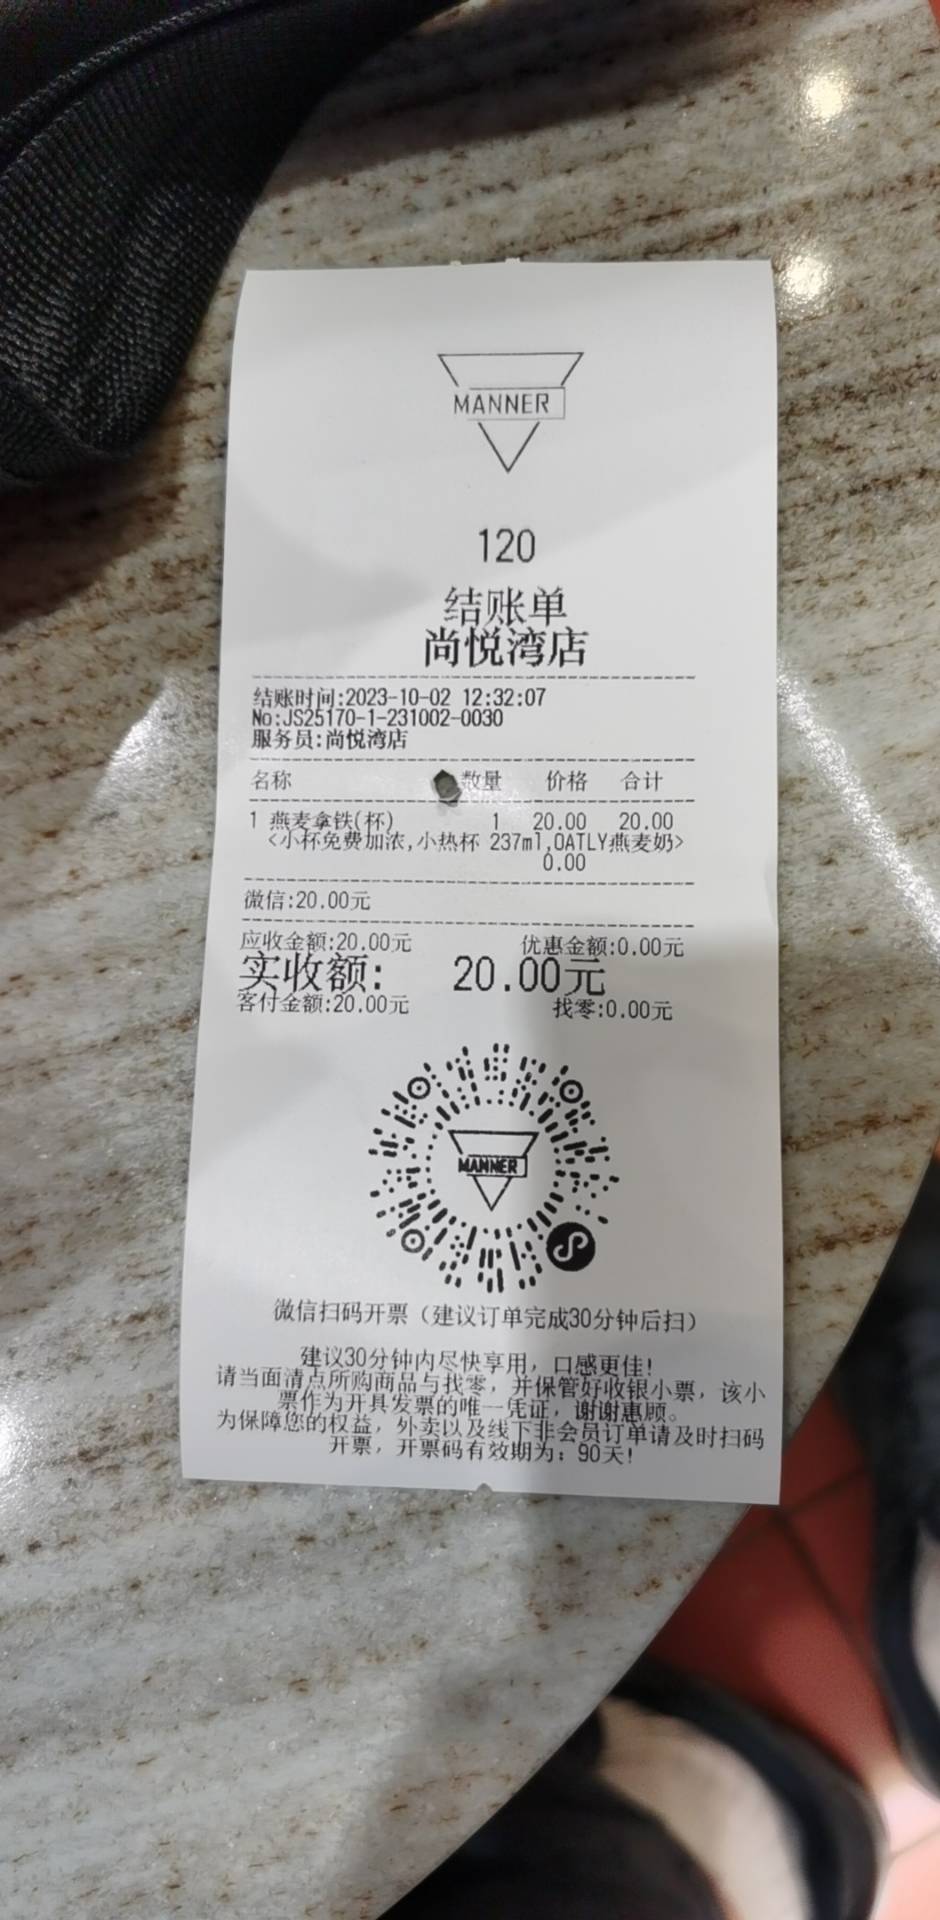 MANNER
120
结账单
尚悦湾店
结账时间:2023-10-02 12:32:07
No:JS25170-1-231002-0030
服务员:尚悦湾店
名称 数量 价格 合计
1 燕麦拿铁(杯) 1 20.00 20.00
<小杯免费加浓,小热杯 237ml,OATLY燕麦奶>
0.00
微信:20.00元
应收金额:20.00元 优惠金额:0.00元
实收额: 20.00元
客付金额:20.00元 找零:0.00元
MANNER
微信扫码开票（建议订单完成30分钟后扫）
建议30分钟内尽快享用，口感更佳!
请当面清点所购商品与找零，并保管好收银小票，该小
票作为开具发票的唯一凭证，谢谢惠顾。
为保障您的权益，外卖以及线下非会员订单请及时扫码
开票，开票码有效期为：90天!